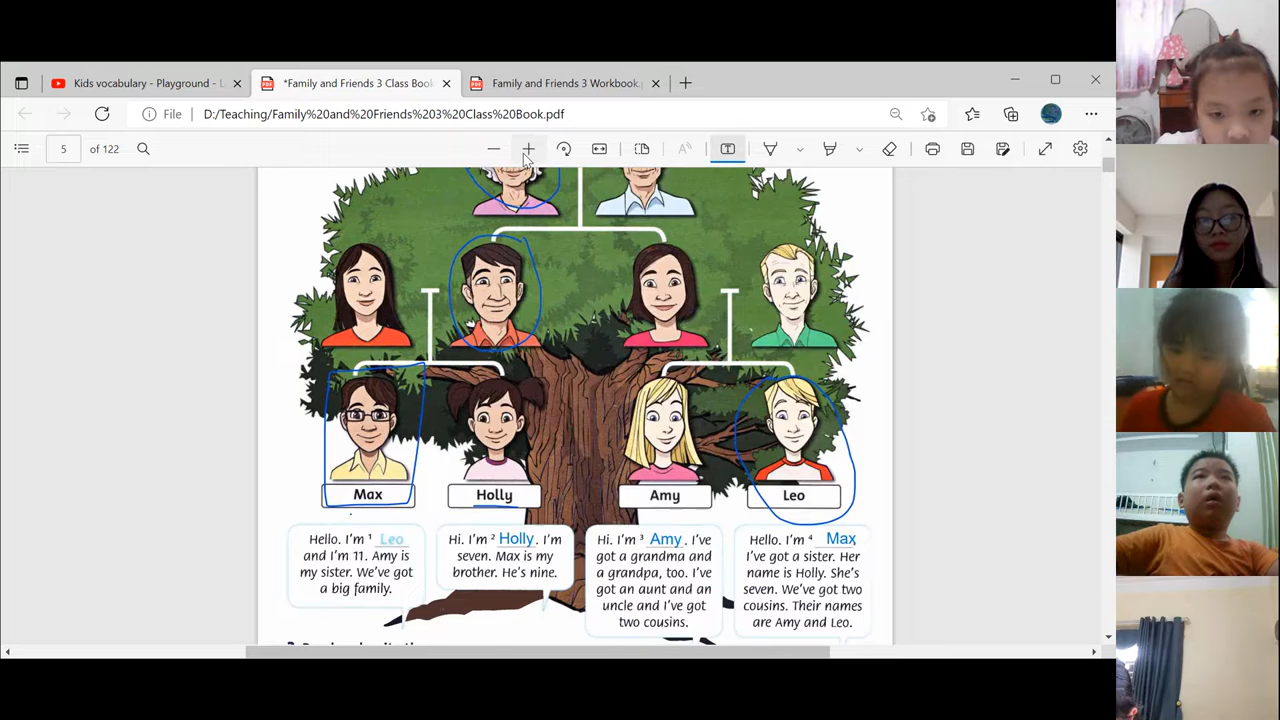 Kids vocabulary - Playground -
*Family and Friends 3 Class Book
Family and Friends 3 Workbook
File D:/Teaching/Family%20and%20Friends%203%20Class%20Book.pdf
5 of 122
Max
Holly
Amy
Leo
Hello. I'm ¹ Leo
and I'm 11. Amy is
my sister. We've got
a big family.
Hi. I'm ² Holly. I'm
seven. Max is my
brother. He's nine.
Hi. I'm ³ Amy. I've
got a grandma and
a grandpa, too. I've
got an aunt and an
uncle and I've got
two cousins.
Hello. I'm ⁴ Max
I've got a sister. Her
name is Holly. She's
seven. We've got two
cousins. Their names
are Amy and Leo.